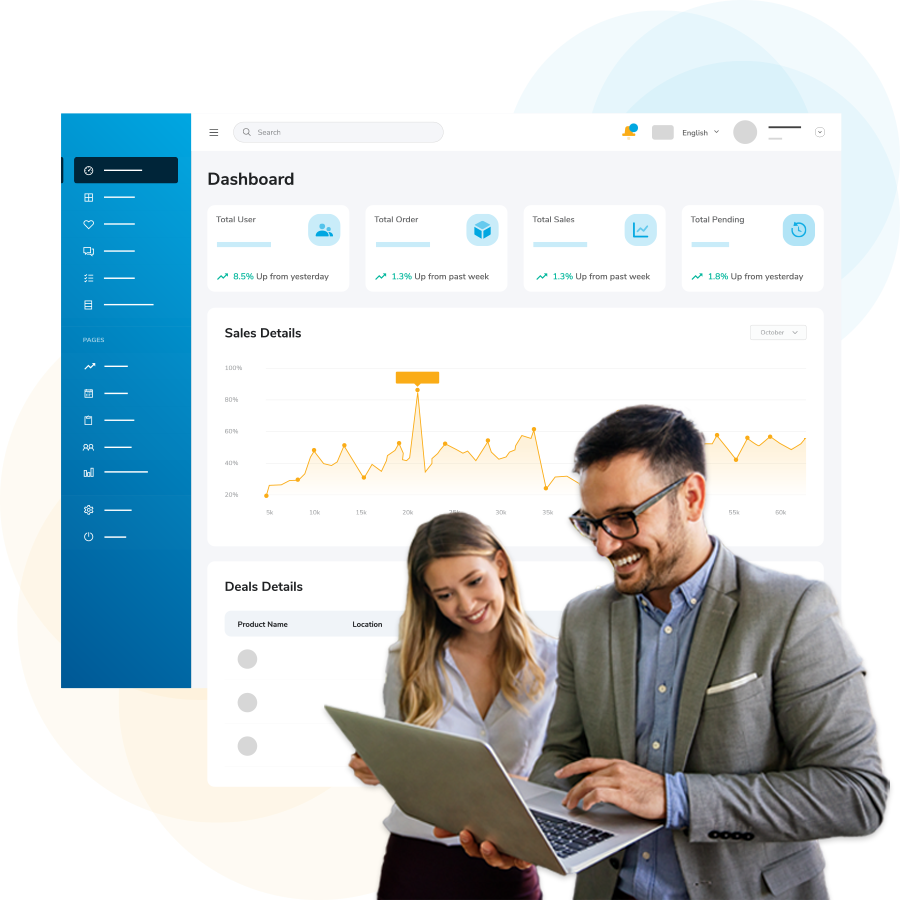 Search
English
Dashboard
Total User
8.5% Up from yesterday
Total Order
1.3% Up from past week
Total Sales
1.3% Up from past week
Total Pending
1.8% Up from yesterday
PAGES
Sales Details
October
100%
80%
60%
40%
20%
5k 10k 15k 20k 25k 30k 35k 55k 60k
Deals Details
Product Name Location